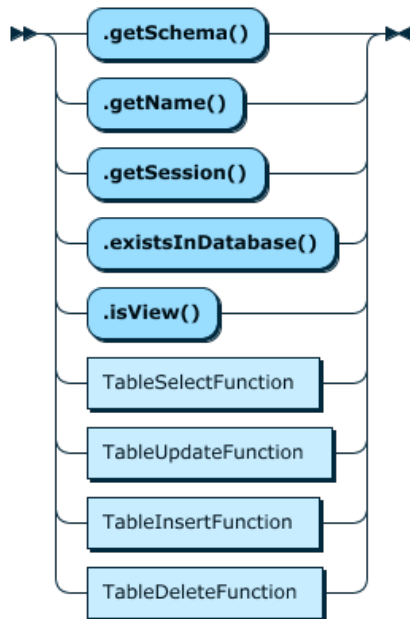 .getSchema()
.getName()
.getSession()
.existsInDatabase()
.isView()
TableSelectFunction
TableUpdateFunction
TableInsertFunction
TableDeleteFunction